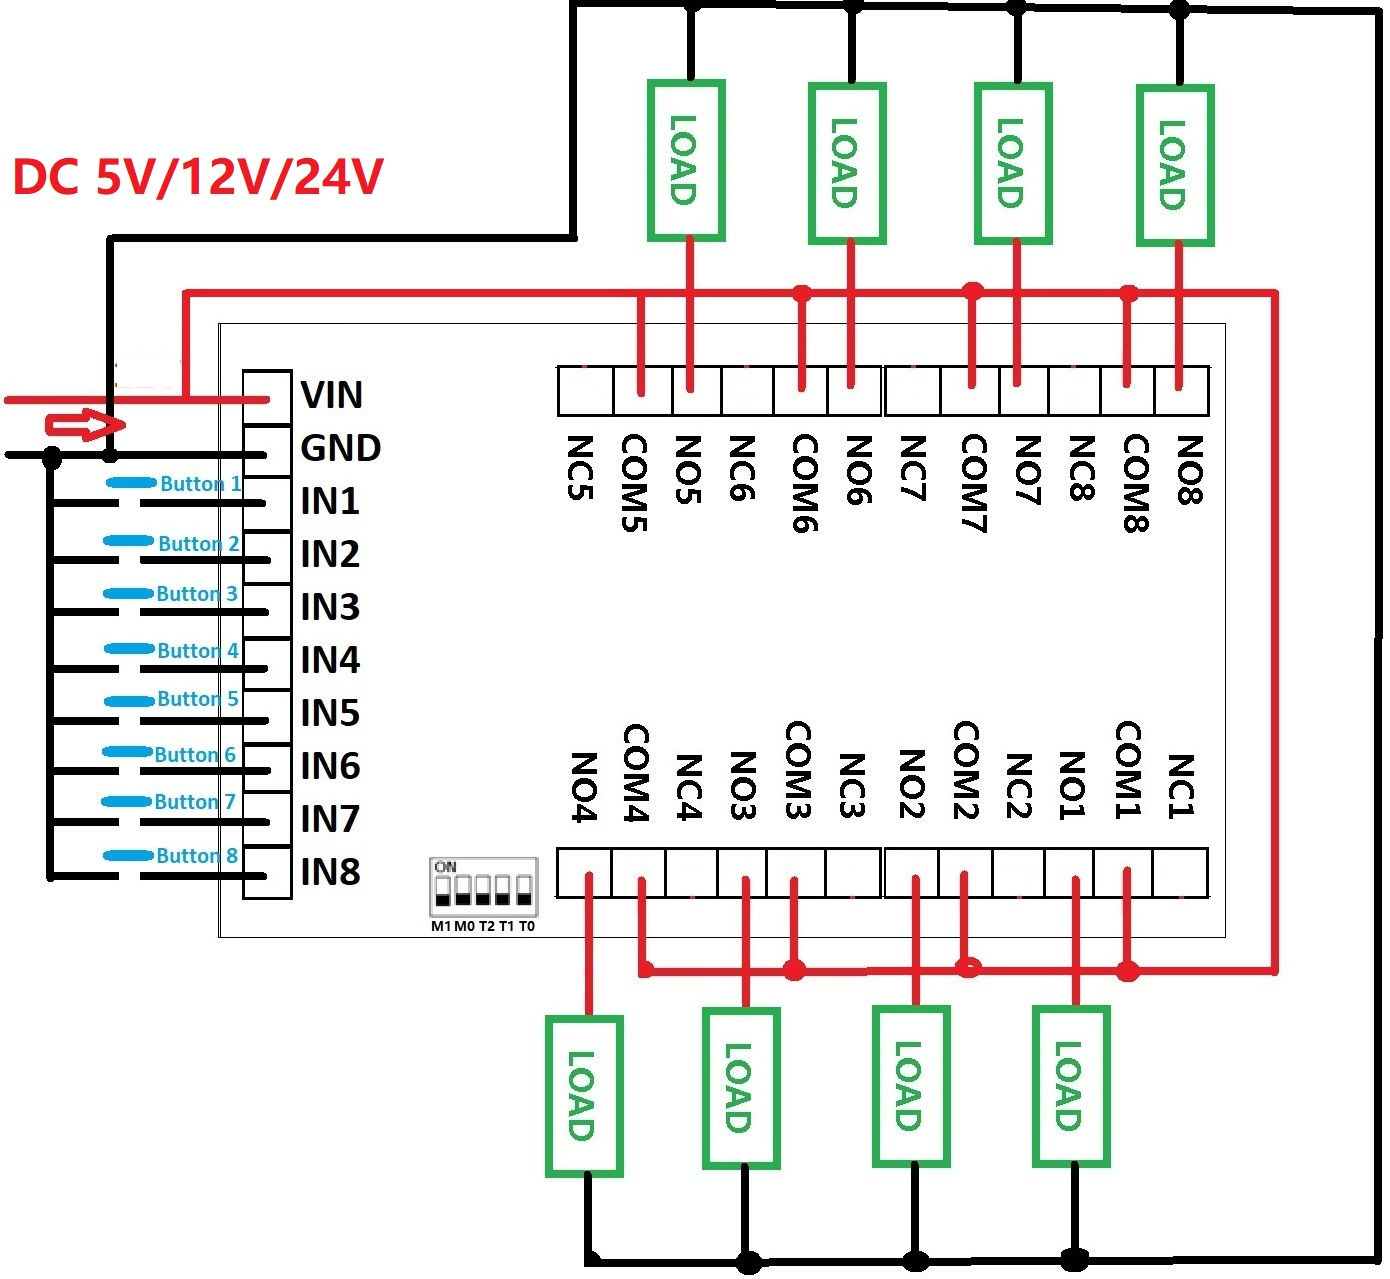 LOAD
LOAD
LOAD
LOAD
DC 5V/12V/24V
VIN
GND
Button 1
IN1
Button 2
IN2
Button 3
IN3
Button 4
IN4
Button 5
IN5
Button 6
IN6
Button 7
IN7
Button 8
IN8
NC5
COM5
NO5
NC6
COM6
NO6
NC7
COM7
NO7
NC8
COM8
NO8
NO4
COM4
NC4
NO3
COM3
NC3
NO2
COM2
NC2
NO1
COM1
NC1
ON
M1 M0 T2 T1 T0
LOAD
LOAD
LOAD
LOAD